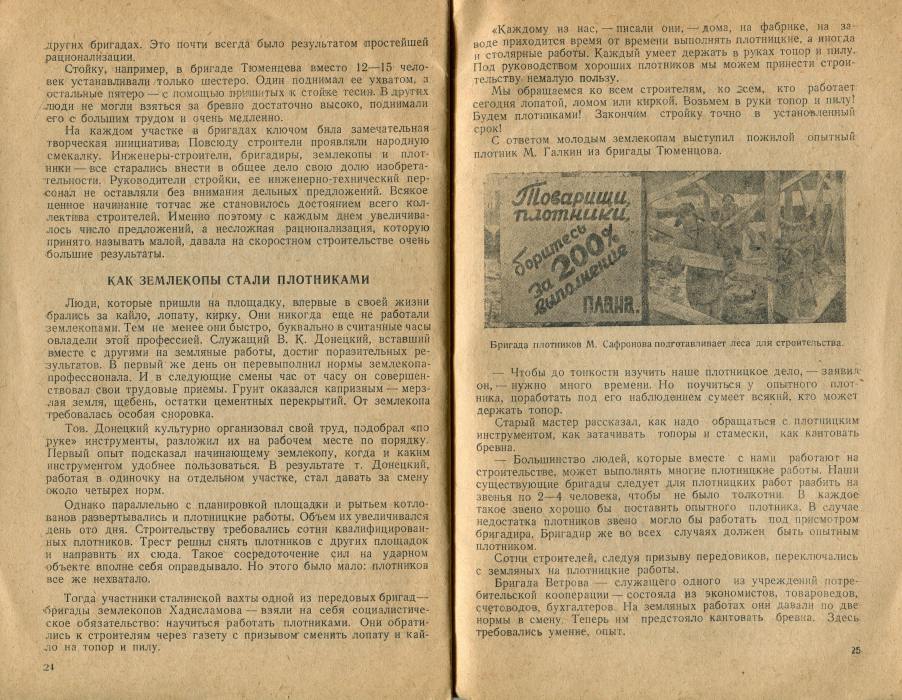 других бригадах. Это почти всегда было результатом простейшей
рационализации.
Стойку, например, в бригаде Тюменцева вместо 12—15 чело-
век устанавливали только шестеро. Один поднимал ее ухватом, а
остальные пятеро — с помощью пришитых к стойке тесин. В других
люди не могли взяться за бревно достаточно высоко, поднимали
его с большим трудом и очень медленно.
На каждом участке в бригадах ключом била замечательная
творческая инициатива. Повсюду строители проявляли народную
смекалку. Инженеры-строители, бригадиры, землекопы и плот-
ники — все старались внести в общее дело свою долю изобрета-
тельности. Руководители стройки, ее инженерно-технический пер-
сонал не оставляли без внимания дельных предложений. Всякое
ценное начинание тотчас же становилось достоянием всего кол-
лектива строителей. Именно поэтому с каждым днем увеличива-
лось число предложений, а несложная рационализация, которую
принято называть малой, давала на скоростном строительстве очень
большие результаты.
КАК ЗЕМЛЕКОПЫ СТАЛИ ПЛОТНИКАМИ
Люди, которые пришли на площадку, впервые в своей жизни
брались за кайло, лопату, кирку. Они никогда еще не работали
землекопами. Тем не менее они быстро, буквально в считанные часы
овладели этой профессией. Служащий В. К. Донецкий, вставший
вместе с другими на земляные работы, достиг поразительных ре-
зультатов. В первый же день он перевыполнил нормы землекопа-
профессионала. И в следующие смены час от часу он совершен-
ствовал свои трудовые приемы. Грунт оказался капризным — мерз-
лая земля, щебень, остатки цементных перекрытий. От землекопа
требовалась особая сноровка.
Тов. Донецкий культурно организовал свой труд, подобрал «по
руке» инструменты, разложил их на рабочем месте по порядку.
Первый опыт подсказал начинающему землекопу, когда и каким
инструментом удобнее пользоваться. В результате т. Донецкий,
работая в одиночку на отдельном участке, стал давать за смену
около четырех норм.
Однако параллельно с планировкой площадки и рытьем котло-
ванов развертывались и плотницкие работы. Объем их увеличивался
день ото дня. Строительству требовались сотни квалифицирован-
ных плотников. Трест решил снять плотников с других площадок
и направить их сюда. Такое сосредоточение сил на ударном
объекте вполне себя оправдывало. Но этого было мало: плотников
все же нехватало.
Тогда участники сталинской вахты одной из передовых бригад—
бригады землекопов Хадисламова — взяли на себя социалистиче-
ское обязательство: научиться работать плотниками. Они обрати-
лись к строителям через газету с призывом сменить лопату и кай-
ло на топор и пилу.
24
«Каждому из нас, — писали они, — дома, на фабрике, на за-
воде приходится время от времени выполнять плотницкие, а иногда
и столярные работы. Каждый умеет держать в руках топор и пилу.
Под руководством хороших плотников мы можем принести строи-
тельству немалую пользу.
Мы обращаемся ко всем строителям, ко всем, кто работает
сегодня лопатой, ломом или киркой. Возьмем в руки топор и пилу!
Будем плотниками! Закончим стройку точно в установленный
срок!
С ответом молодым землекопам выступил пожилой опытный
плотник М. Галкин из бригады Тюменцова.
Товарищи
плотники,
боритесь
за 200%
выполнение
ПЛАНА.
Бригада плотников М. Сафронова подготавливает леса для строительства.
— Чтобы до тонкости изучить наше плотницкое дело, — заявил
он, — нужно много времени. Но поучиться у опытного плот-
ника, поработать под его наблюдением сумеет всякий, кто может
держать топор.
Старый мастер рассказал, как надо обращаться с плотницким
инструментом, как затачивать топоры и стамески, как кантовать
бревна.
— Большинство людей, которые вместе с нами работают на
строительстве, может выполнять многие плотницкие работы. Наши
существующие бригады следует для плотницких работ разбить на
звенья по 2—4 человека, чтобы не было толкотни. В каждое
такое звено хорошо бы поставить опытного плотника. В случае
недостатка плотников звено могло бы работать под присмотром
бригадира. Бригадир же во всех случаях должен быть опытным
плотником.
Сотни строителей, следуя призыву передовиков, переключались
с земляных на плотницкие работы.
Бригада Ветрова — служащего одного из учреждений потре-
бительской кооперации — состояла из экономистов, товароведов,
счетоводов, бухгалтеров. На земляных работах они давали по две
нормы в смену. Теперь им предстояло кантовать бревна. Здесь
требовались умение, опыт.
25